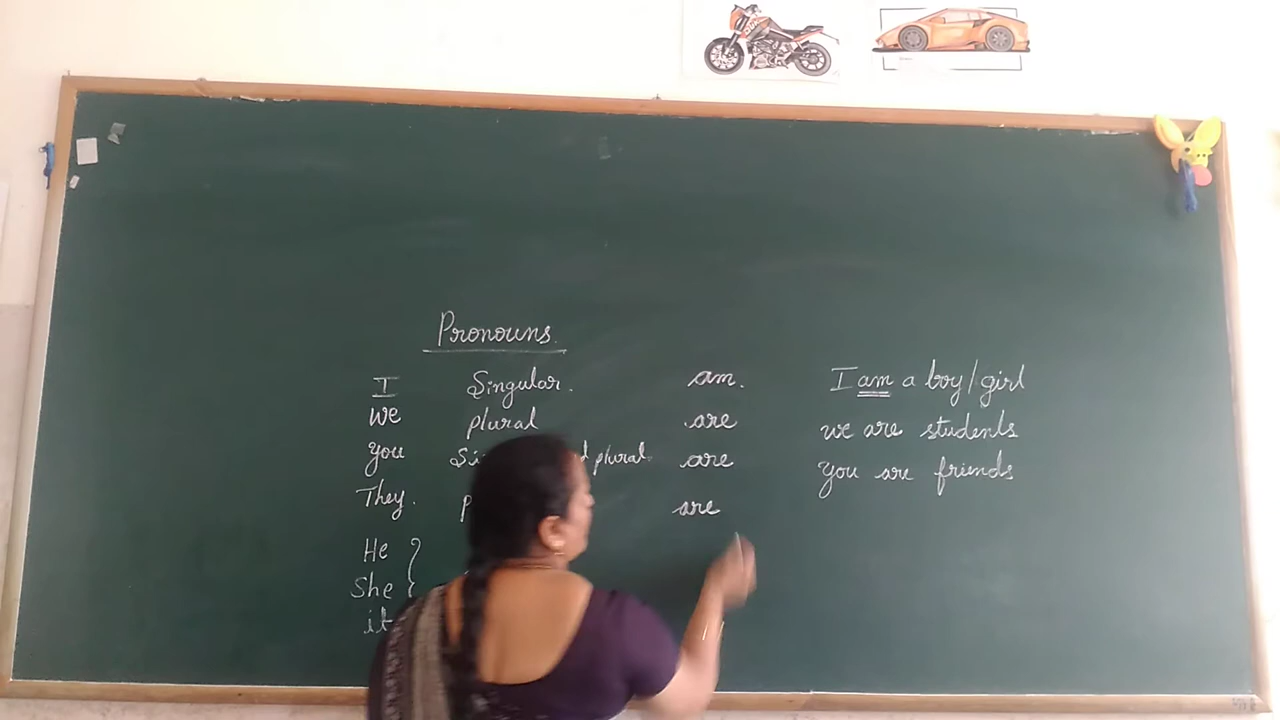 Pronouns.
I Singular. am. I am a boy/girl
we plural are we are students
you plural. are you are friends
They. are
He
She
it